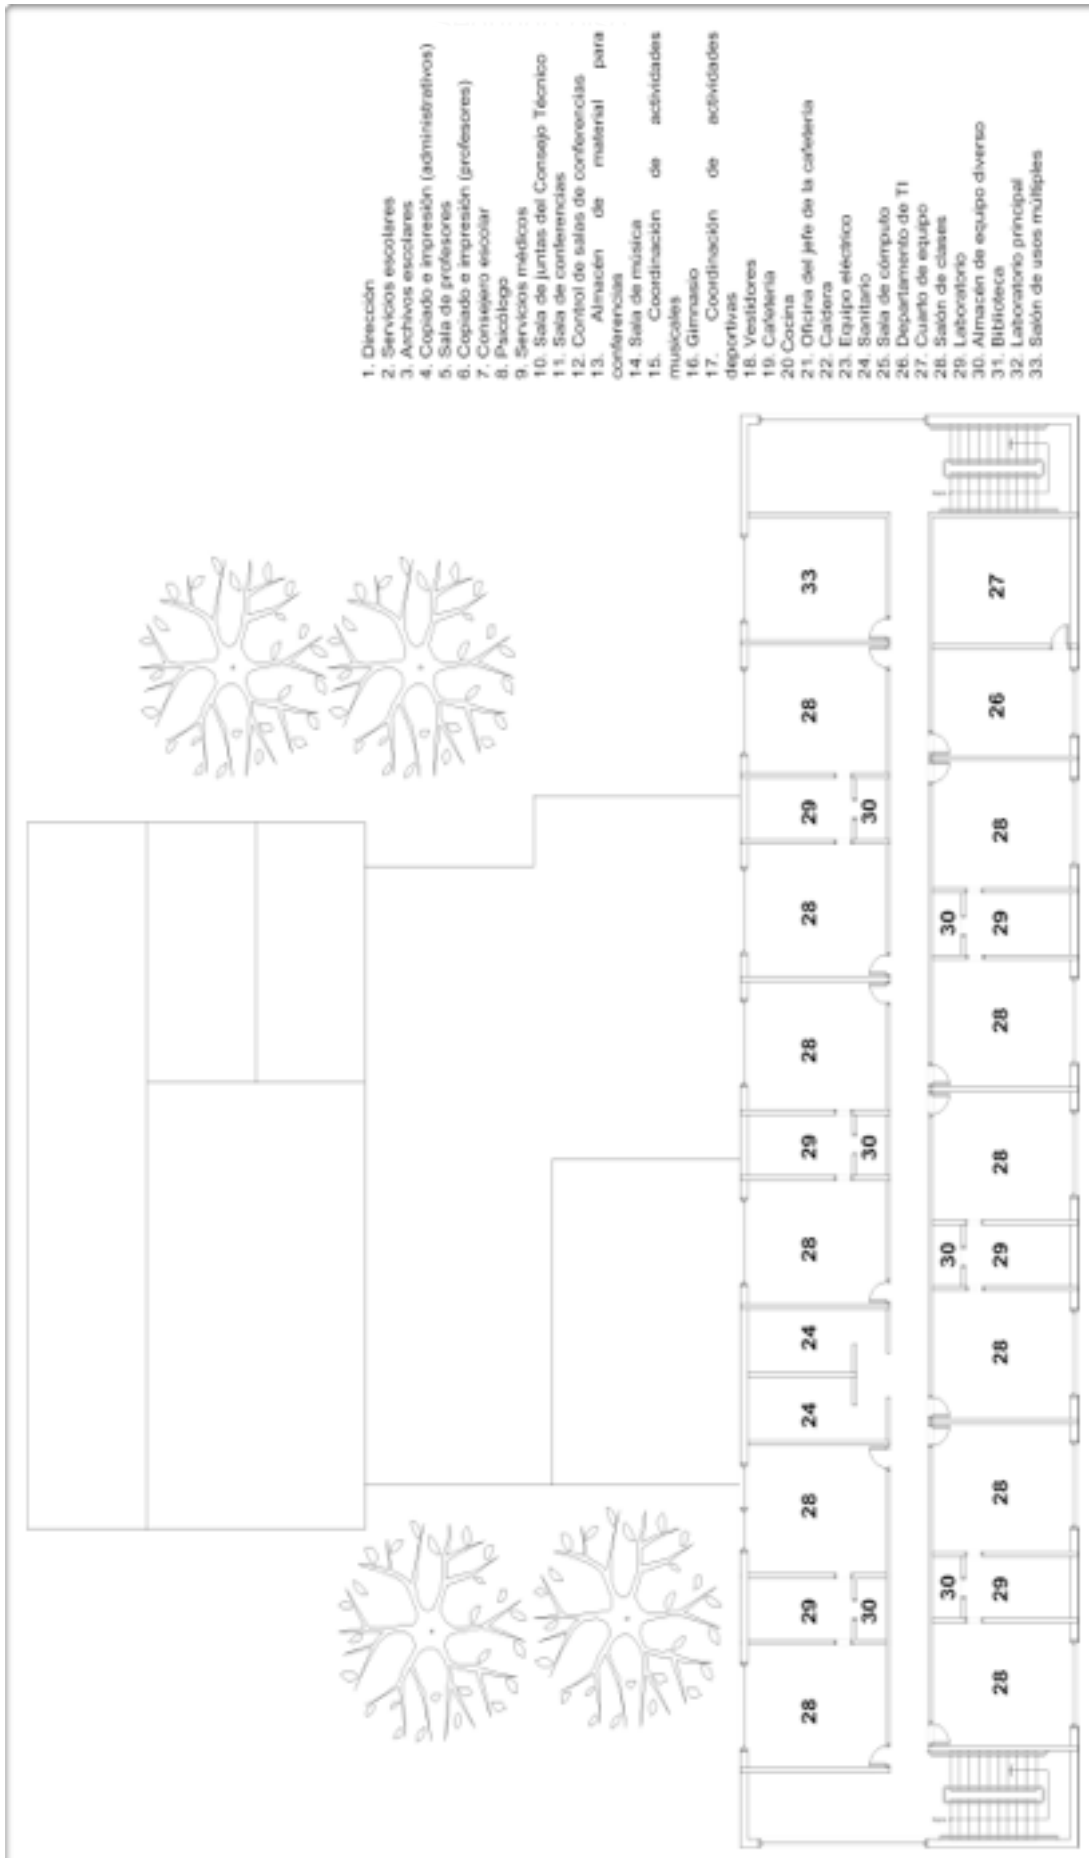 1. Dirección
2. Servicios escolares
3. Archivos escolares
4. Copiado e impresión (administrativos)
5. Sala de profesores
6. Copiado e impresión (profesores)
7. Consejero escolar
8. Psicólogo
9. Servicios médicos
10. Sala de juntas del Consejo Técnico
11. Sala de conferencias
12. Control de salas de conferencias
13. Almacén de material para
conferencias
14. Sala de música
15. Coordinación de actividades
musicales
16. Gimnasio
17. Coordinación de actividades
deportivas
18. Vestidores
19. Cafetería
20 Cocina
21. Oficina del jefe de la cafetería
22. Caldera
23. Equipo eléctrico
24. Sanitario
25. Sala de cómputo
26. Departamento de TI
27. Cuarto de equipo
28. Salón de clases
29. Laboratorio
30. Almacén de equipo diverso
31. Biblioteca
32. Laboratorio principal
33. Salón de usos múltiples
28 29 28 24 24 28 29 28 28 29 28 33
30 30 30
30 30 30
28 29 28 28 29 28 28 29 28 26 27